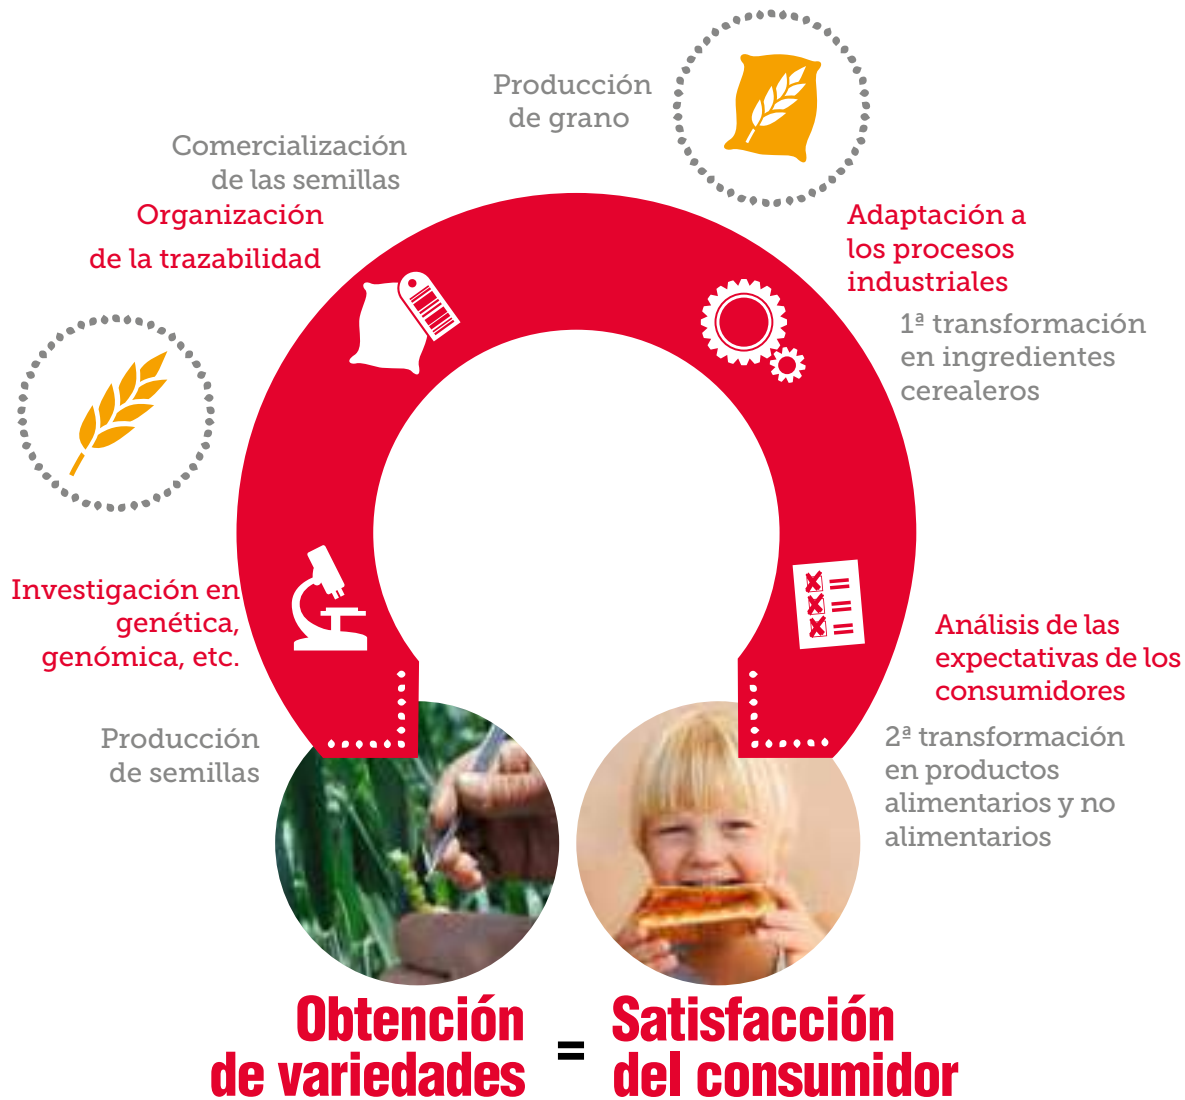 Producción
de grano
Comercialización
de las semillas
Organización
de la trazabilidad
Adaptación a
los procesos
industriales
1ª transformación
en ingredientes
cerealeros
Investigación en
genética,
genómica, etc.
Producción
de semillas
Análisis de las
expectativas de los
consumidores
2ª transformación
en productos
alimentarios y no
alimentarios
Obtención
de variedades
=
Satisfacción
del consumidor